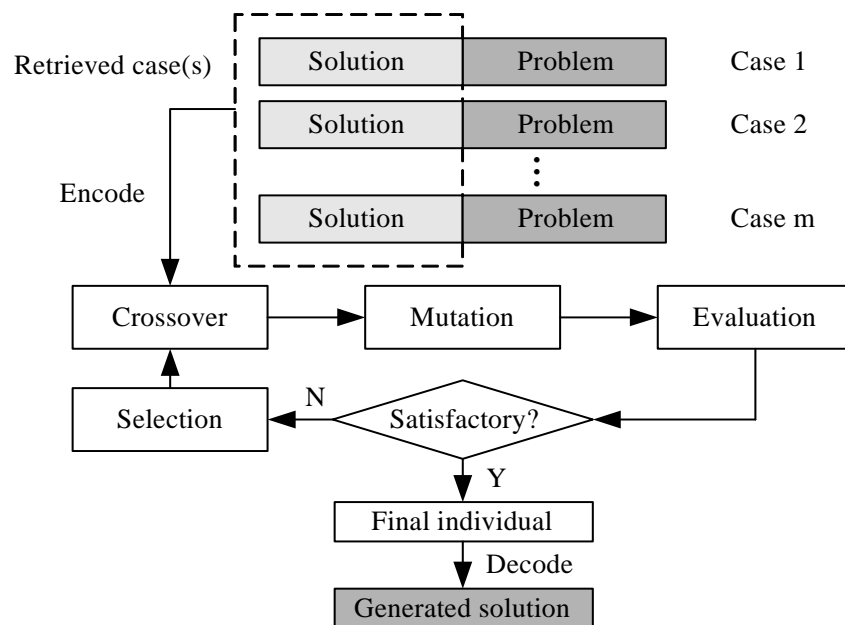 Retrieved case(s)
Solution Problem Case 1
Solution Problem Case 2
Solution Problem Case m
Encode
Crossover Mutation Evaluation
Selection N Satisfactory?
Y
Final individual
Decode
Generated solution